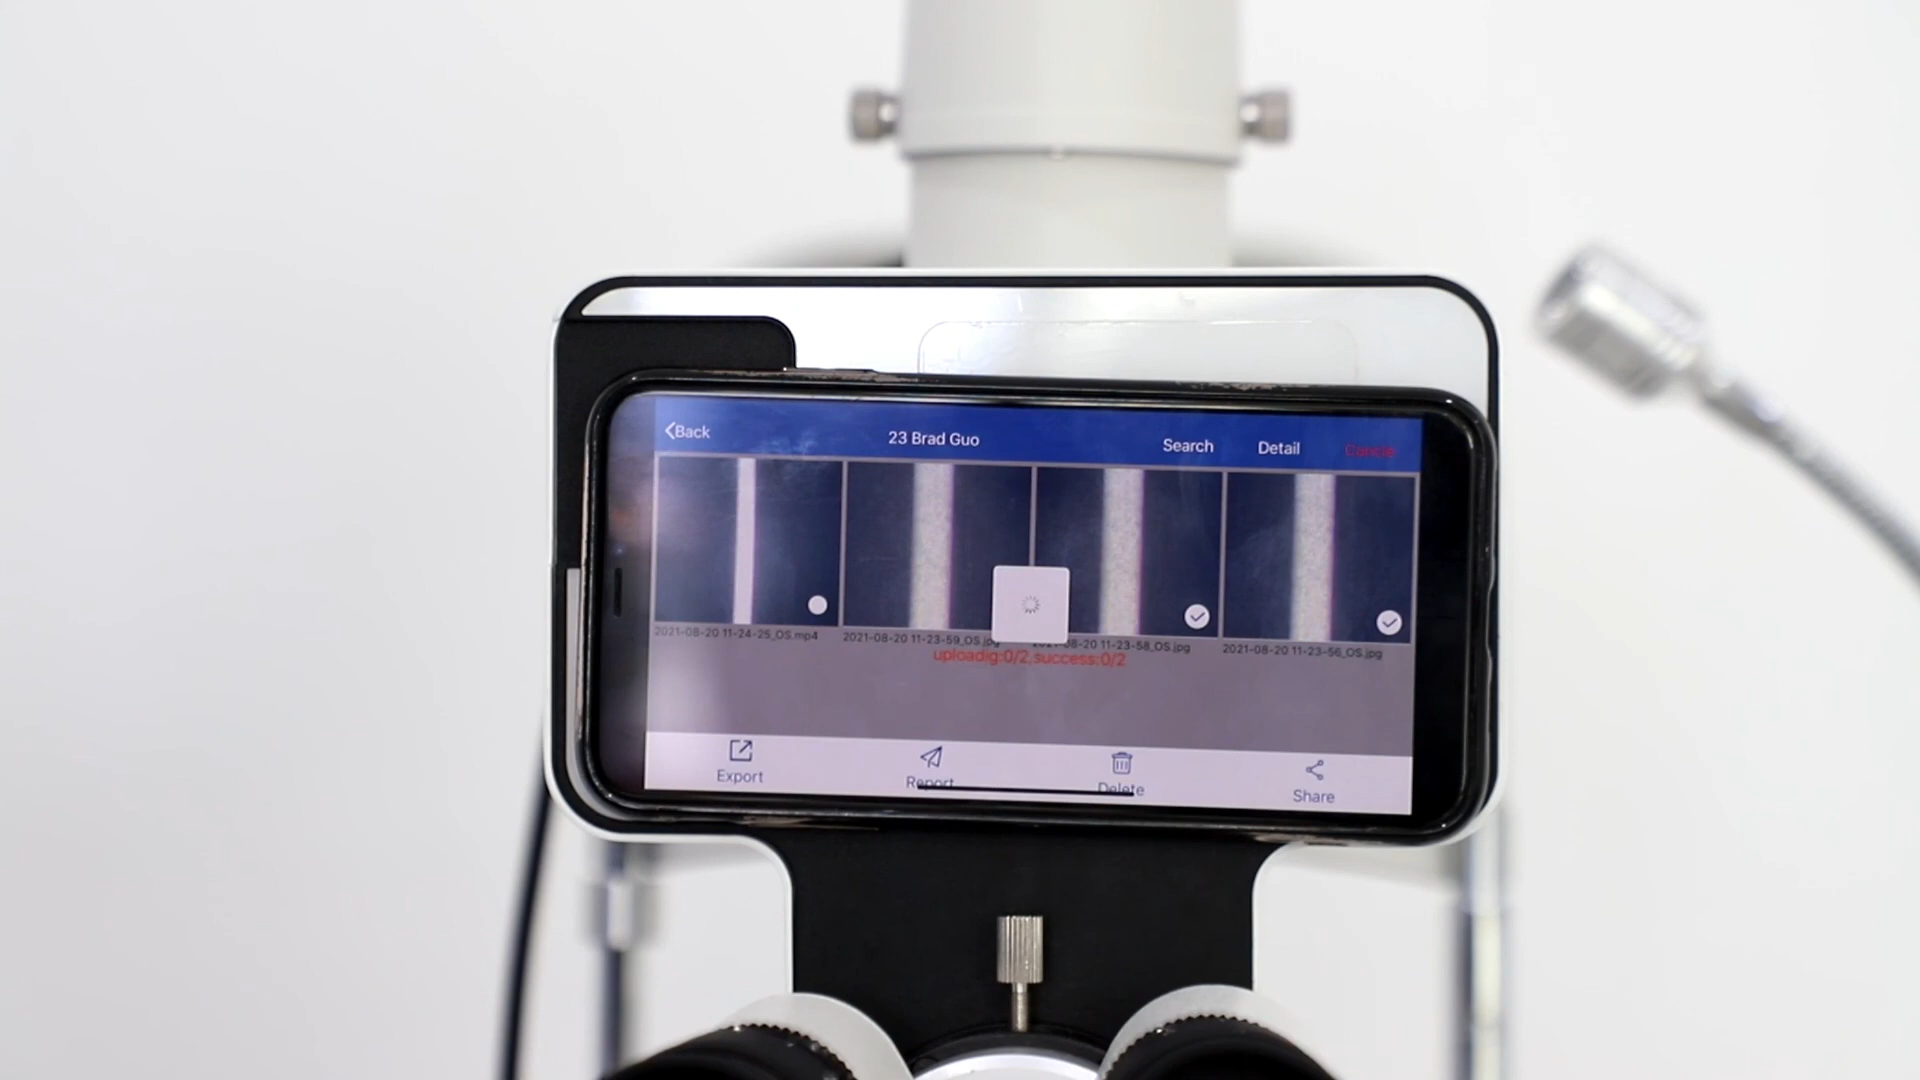 Back
23 Brad Guo
Search
Detail
Cancle
2021-08-20 11-24-25_OS.mp4
2021-08-20 11-23-59_OS.jpg
08-20 11-23-58_OS.jpg
2021-08-20 11-23-56_OS.jpg
uploadig:0/2,success:0/2
Export
Report
Delete
Share